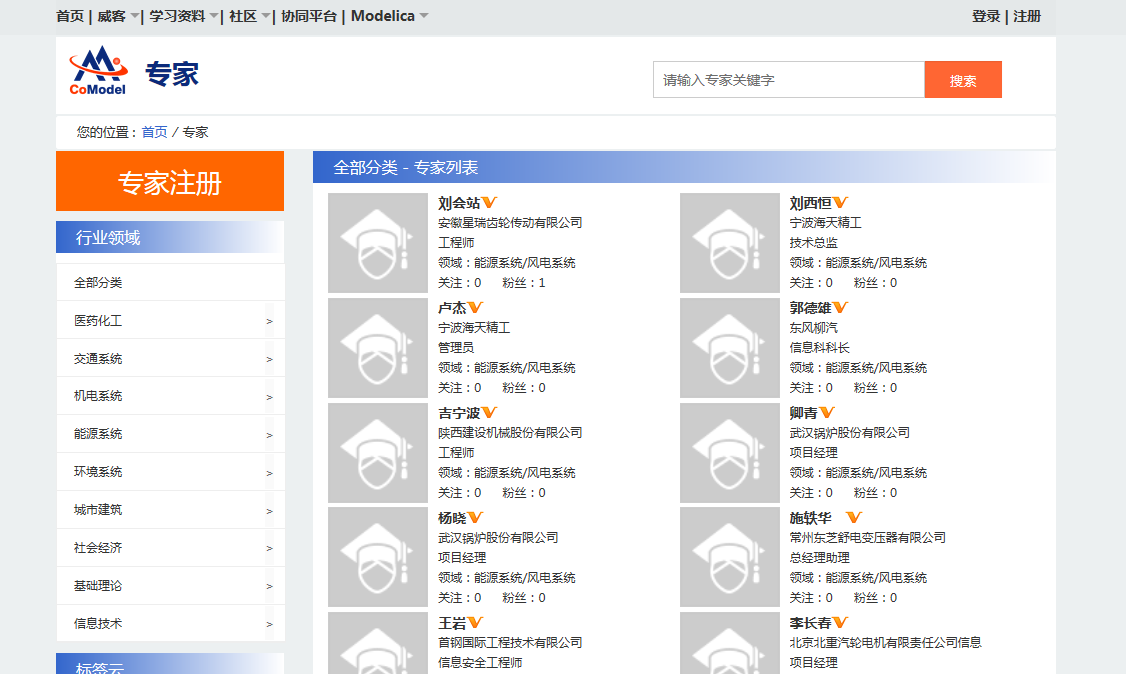 首页 | 威客 | 学习资料 | 社区 | 协同平台 | Modelica
登录 | 注册
CoModel
专家
请输入专家关键字
搜索
您的位置：首页 / 专家
专家注册
行业领域
全部分类
医药化工 >
交通系统 >
机电系统 >
能源系统 >
环境系统 >
城市建筑 >
社会经济 >
基础理论 >
信息技术 >
标签云
全部分类 - 专家列表
刘会站
安徽星瑞齿轮传动有限公司
工程师
领域：能源系统/风电系统
关注：0 粉丝：1
刘西恒
宁波海天精工
技术总监
领域：能源系统/风电系统
关注：0 粉丝：0
卢杰
宁波海天精工
管理员
领域：能源系统/风电系统
关注：0 粉丝：0
郭德雄
东风柳汽
信息科科长
领域：能源系统/风电系统
关注：0 粉丝：0
吉宁波
陕西建设机械股份有限公司
工程师
领域：能源系统/风电系统
关注：0 粉丝：0
卿青
武汉锅炉股份有限公司
项目经理
领域：能源系统/风电系统
关注：0 粉丝：0
杨晓
武汉锅炉股份有限公司
项目经理
领域：能源系统/风电系统
关注：0 粉丝：0
施轶华
常州东芝舒电变压器有限公司
总经理助理
领域：能源系统/风电系统
关注：0 粉丝：0
王岩
首钢国际工程技术有限公司
信息安全工程师
李长春
北京北重汽轮电机有限责任公司信息
项目经理